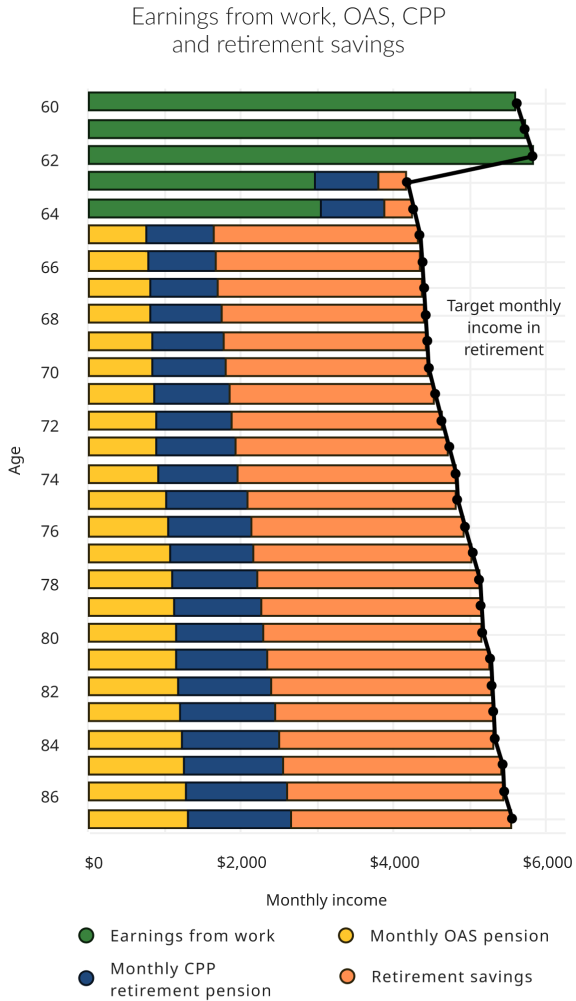 Earnings from work, OAS, CPP
and retirement savings
60
62
64
66
68
70
72
74
76
78
80
82
84
86
Age
Target monthly
income in
retirement
$0
$2,000
$4,000
$6,000
Monthly income
Earnings from work
Monthly OAS pension
Monthly CPP
retirement pension
Retirement savings